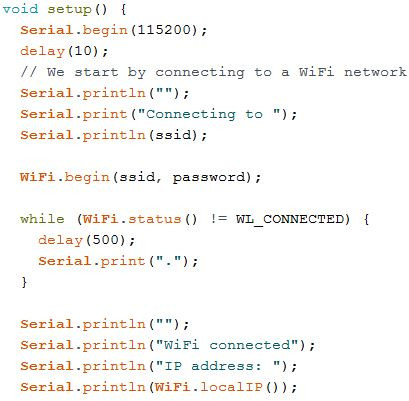 void setup() {
  Serial.begin(115200);
  delay(10);
  // We start by connecting to a WiFi network
  Serial.println("");
  Serial.print("Connecting to ");
  Serial.println(ssid);

  WiFi.begin(ssid, password);

  while (WiFi.status() != WL_CONNECTED) {
    delay(500);
    Serial.print(".");
  }

  Serial.println("");
  Serial.println("WiFi connected");
  Serial.println("IP address: ");
  Serial.println(WiFi.localIP());